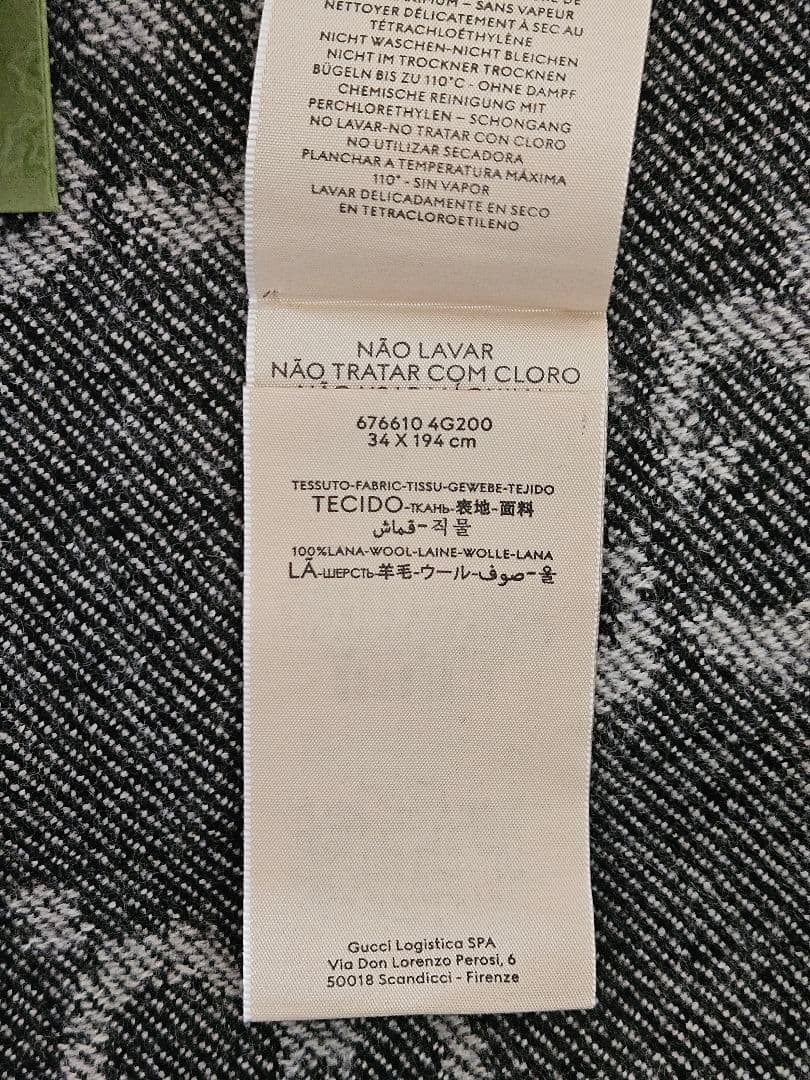 – SANS VAPEUR
NETTOYER DÉLICATEMENT À SEC AU
TÉTRACHLOÉTHYLÈNE
NICHT WASCHEN-NICHT BLEICHEN
NICHT IM TROCKNER TROCKNEN
BÜGELN BIS ZU 110°C - OHNE DAMPF
CHEMISCHE REINIGUNG MIT
PERCHLORETHYLEN – SCHONGANG
NO LAVAR-NO TRATAR CON CLORO
NO UTILIZAR SECADORA
PLANCHAR A TEMPERATURA MÁXIMA
110° - SIN VAPOR
LAVAR DELICADAMENTE EN SECO
EN TETRACLOROETILENO
NÃO LAVAR
NÃO TRATAR COM CLORO
676610 4G200
34 X 194 cm
TESSUTO-FABRIC-TISSU-GEWEBE-TEJIDO
TECIDO-ТКАНЬ-表地-面料
قماش-직물
100%LANA-WOOL-LAINE-WOLLE-LANA
LÃ-ШЕРСТЬ-羊毛-ウール-صوف-울
Gucci Logistica SPA
Via Don Lorenzo Perosi, 6
50018 Scandicci - Firenze